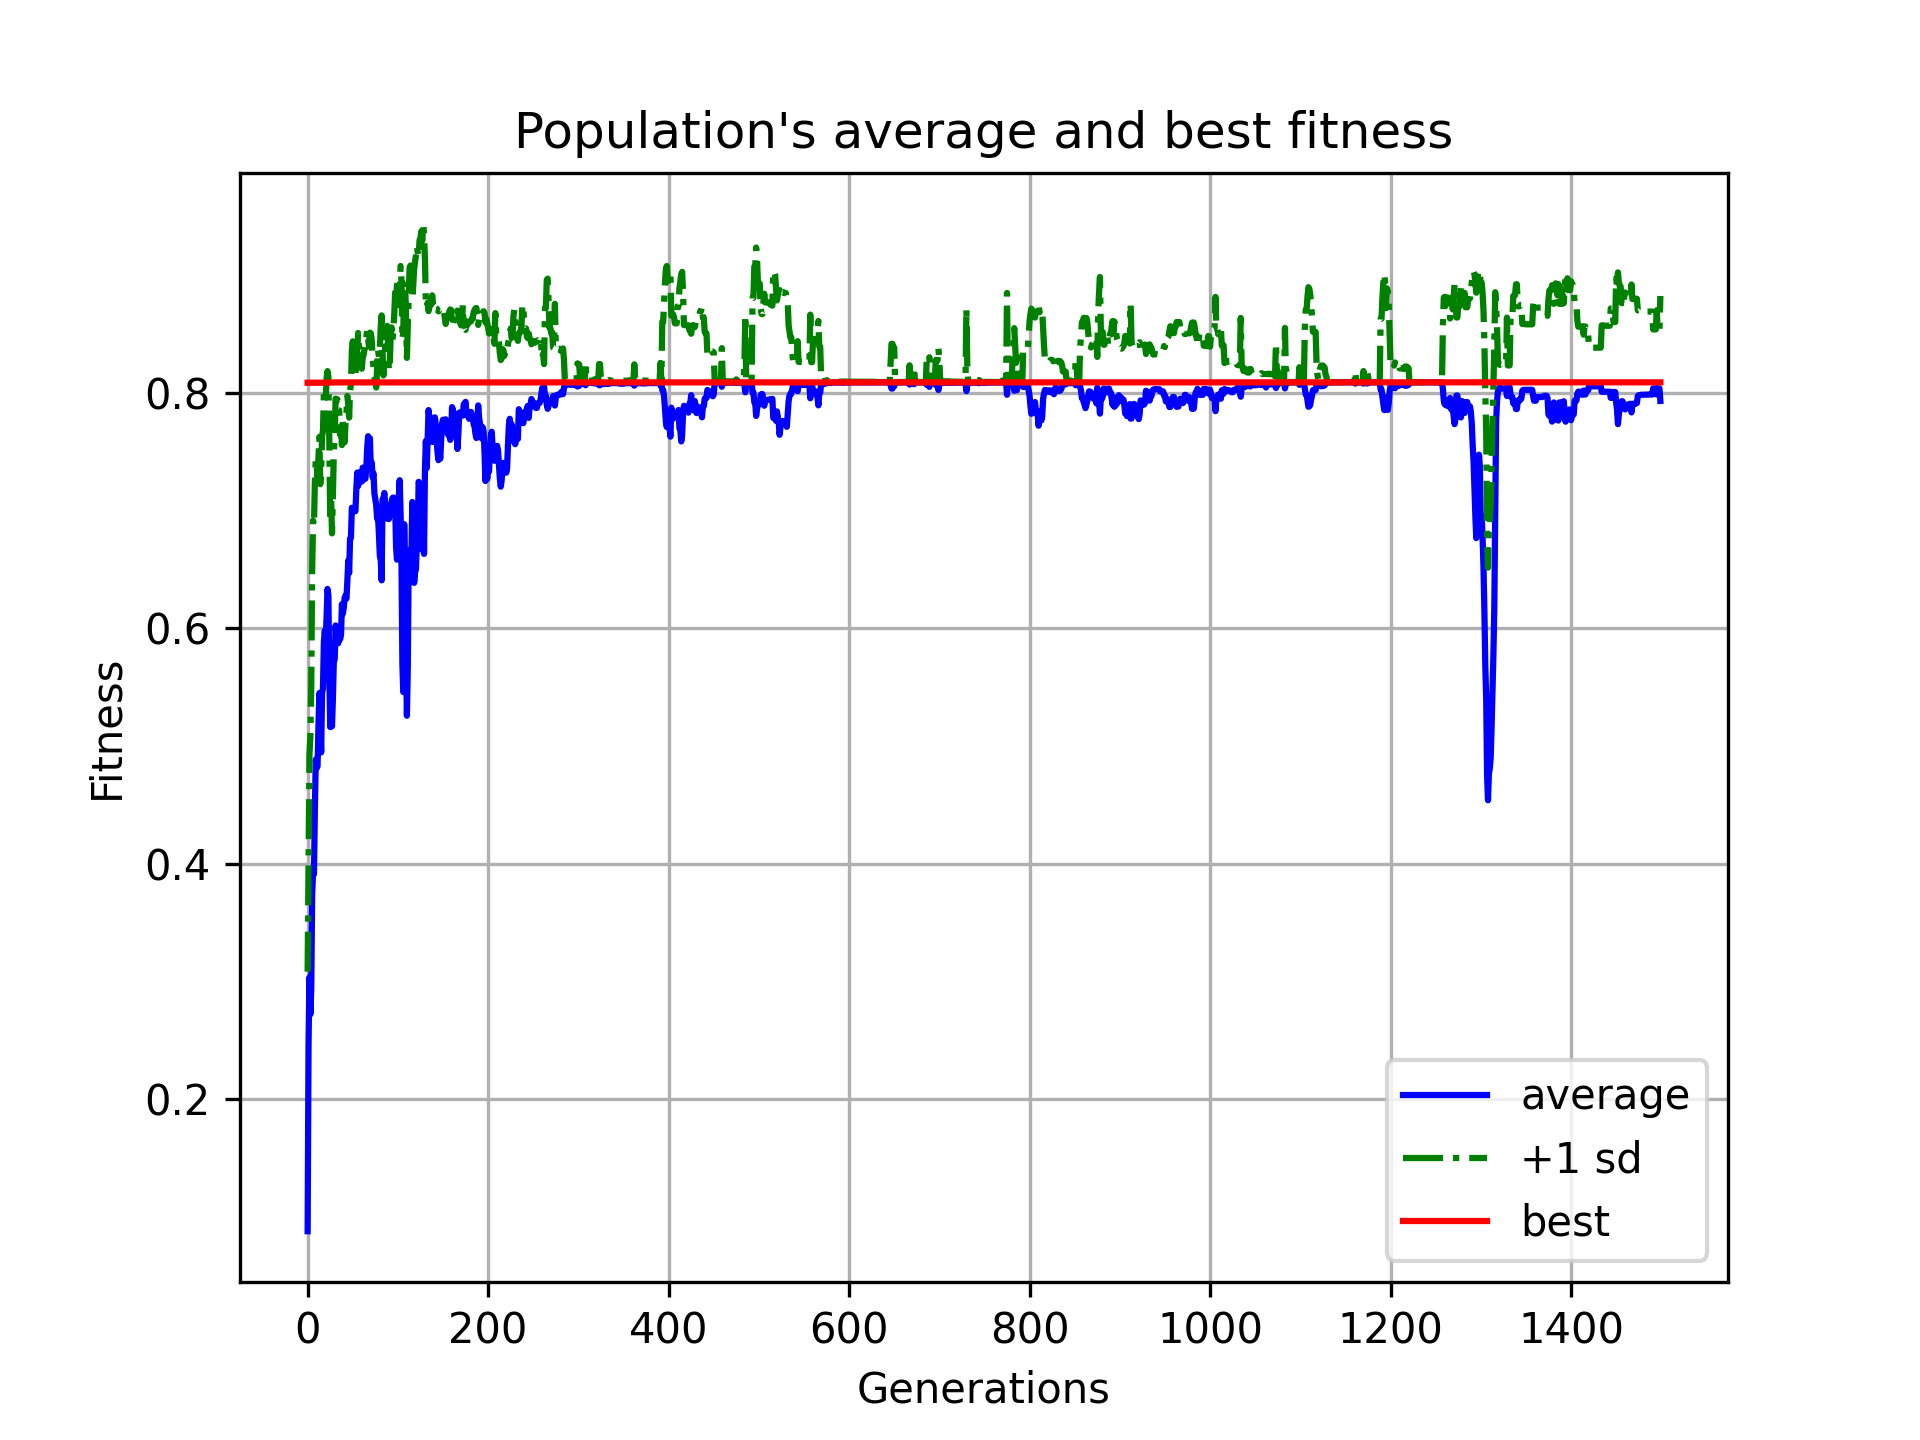 Population's average and best fitness
Fitness
0.8
0.6
0.4
0.2
0 200 400 600 800 1000 1200 1400
Generations
average
+1 sd
best